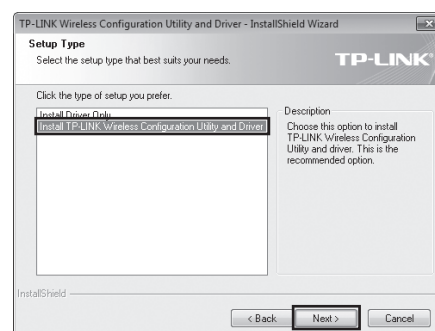 TP-LINK Wireless Configuration Utility and Driver - InstallShield Wizard
Setup Type
Select the setup type that best suits your needs.
TP-LINK®
Click the type of setup you prefer.
Install Driver Only
Install TP-LINK Wireless Configuration Utility and Driver
Description
Choose this option to install
TP-LINK Wireless Configuration
Utility and driver. This is the
recommended option.
InstallShield
< Back
Next >
Cancel